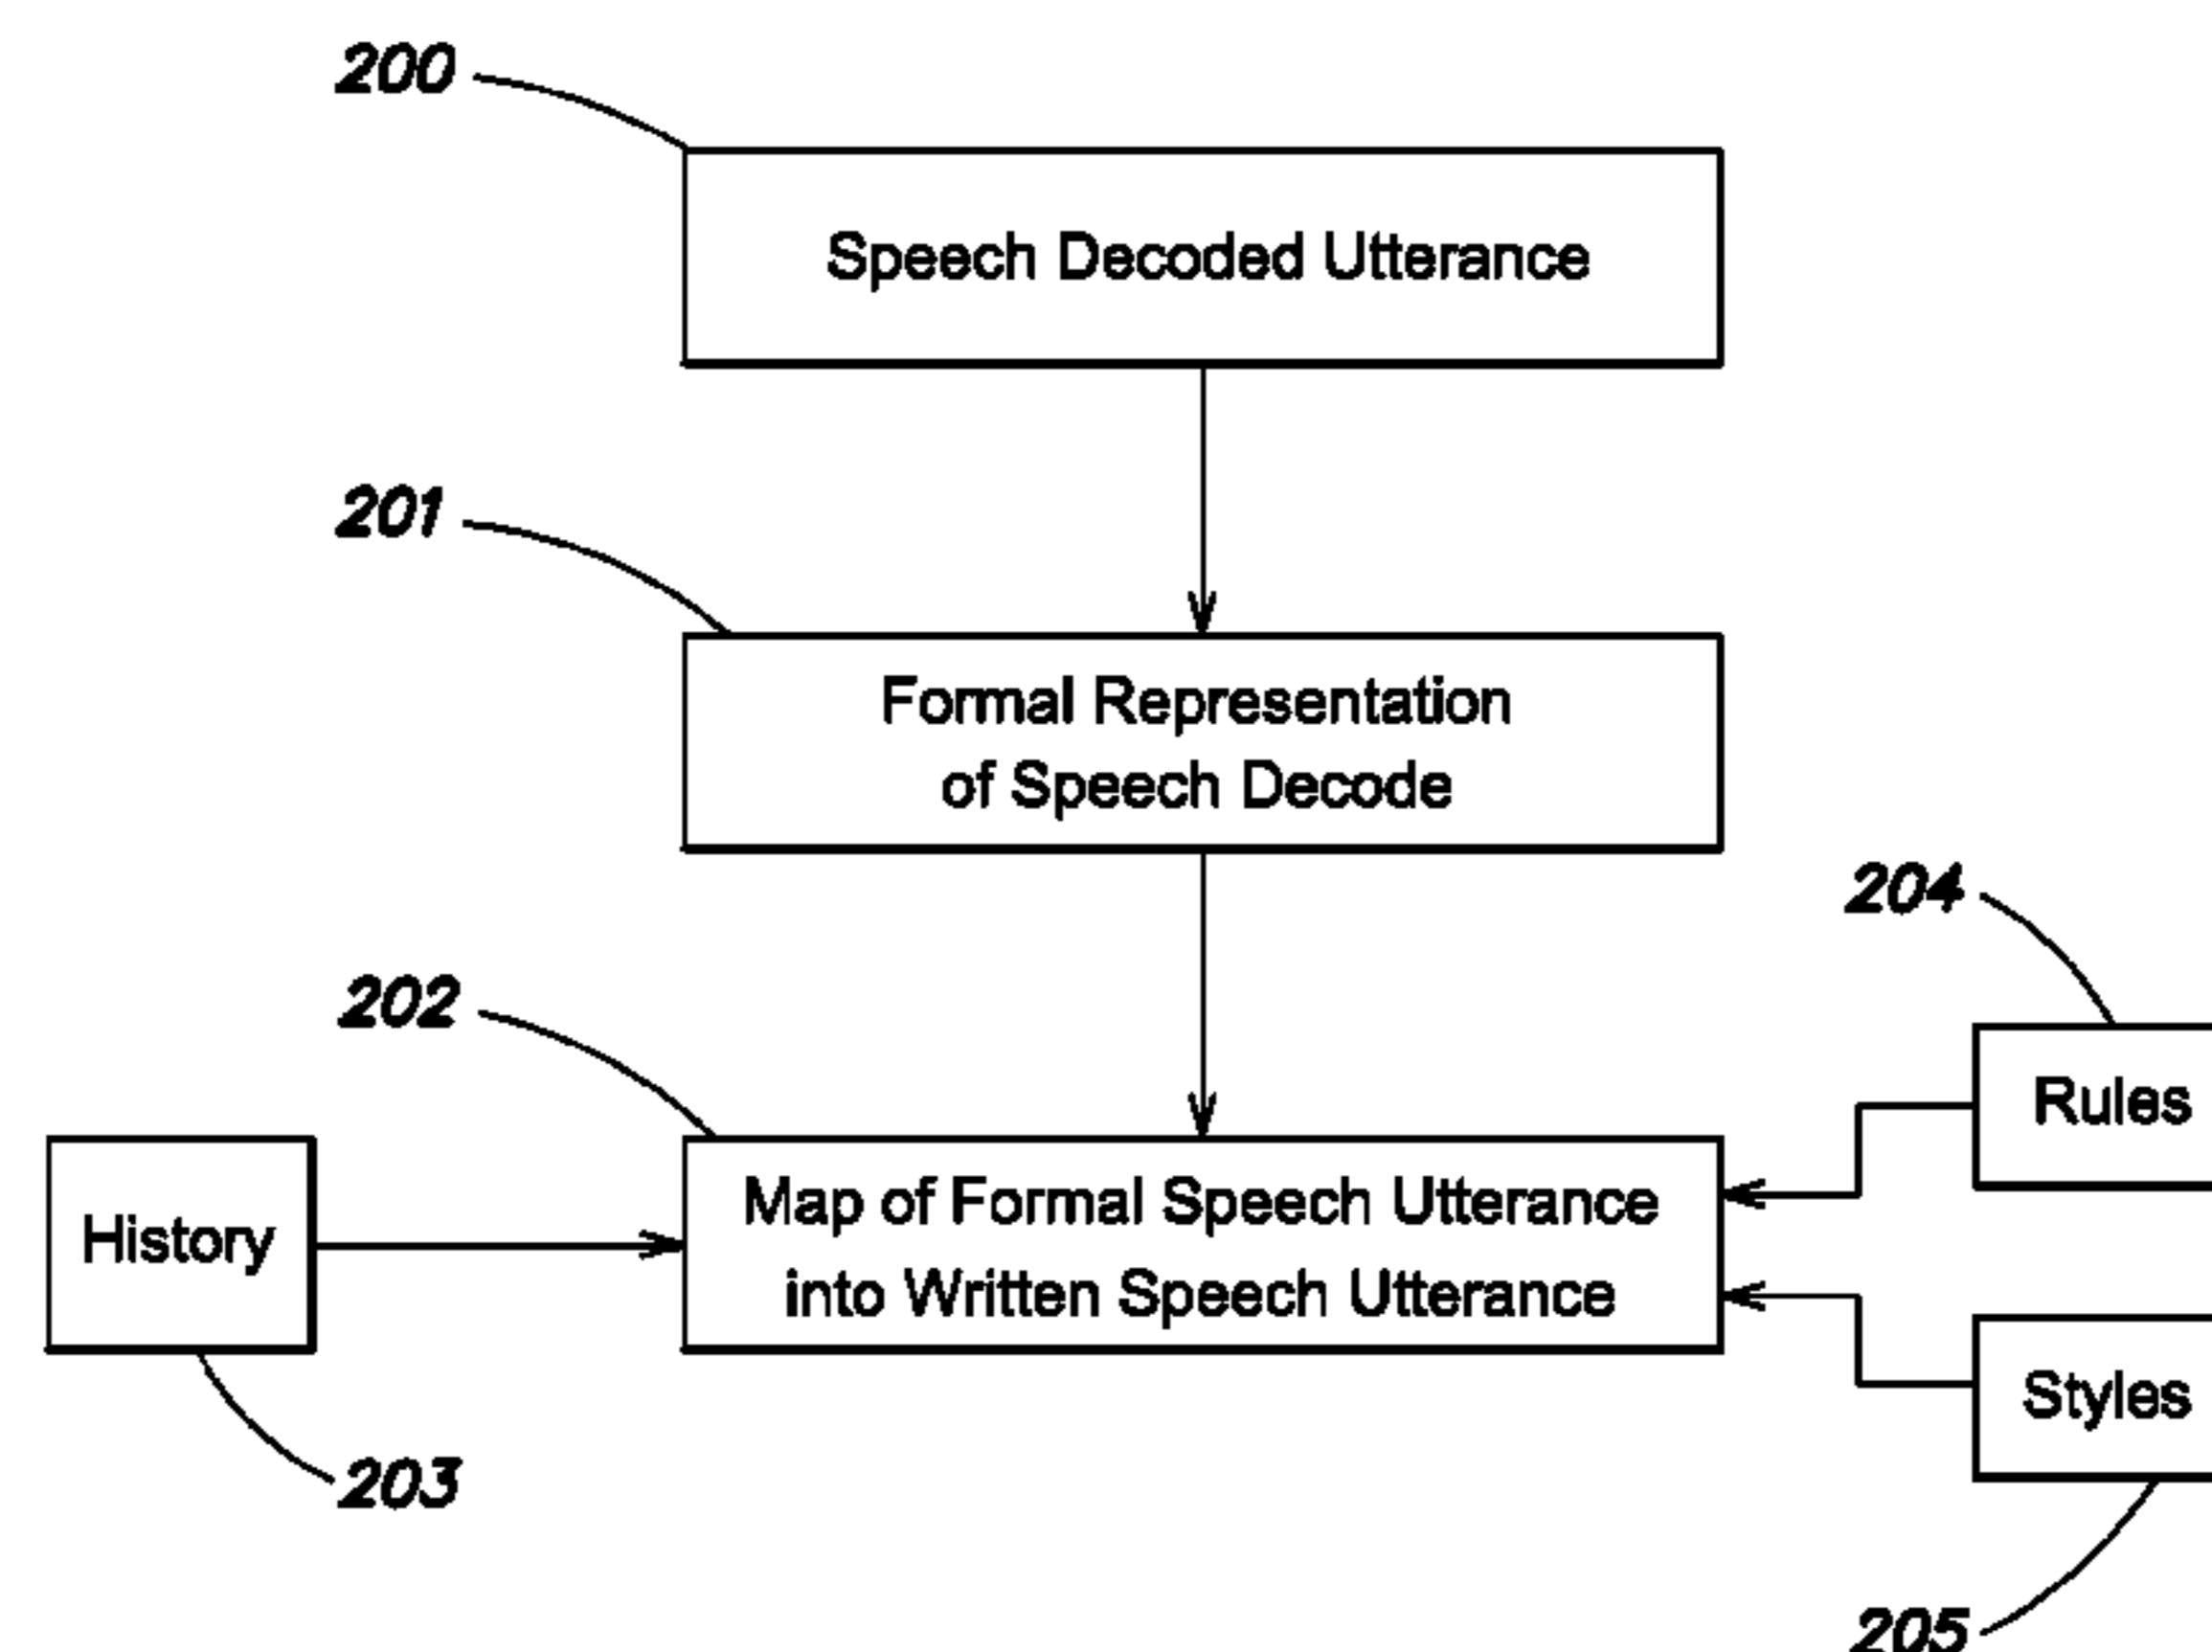 200
Speech Decoded Utterance
201
Formal Representation
of Speech Decode
204
202
Rules
Map of Formal Speech Utterance
into Written Speech Utterance
History
Styles
203
205